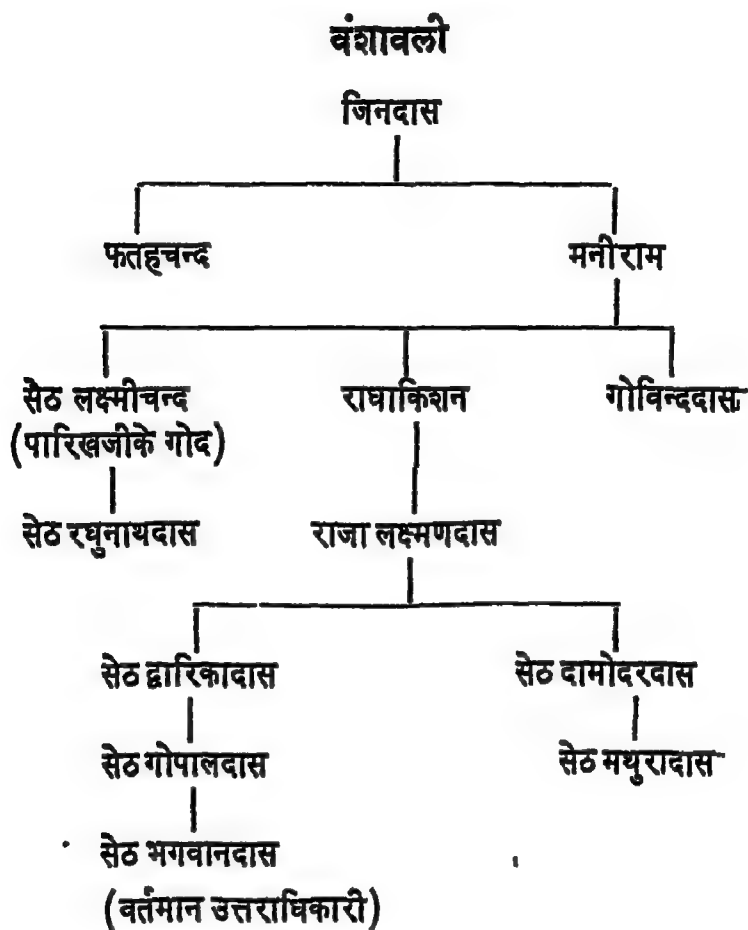 वंशावली
जिनदास
फतहचन्द मनीराम
सेठ लक्ष्मीचन्द राधाकिशन गोविन्ददास
(पारिखजीके गोद)
सेठ रघुनाथदास राजा लक्ष्मणदास
सेठ द्वारिकादास सेठ दामोदरदास
सेठ गोपालदास सेठ मथुरादास
सेठ भगवानदास
(वर्तमान उत्तराधिकारी)